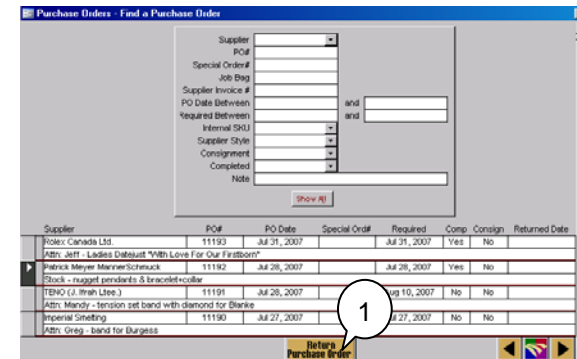 Purchase Orders - Find a Purchase Order
Supplier
PO#
Special Order#
Job Bag
Supplier Invoice #
PO Date Between and
Required Between and
Internal SKU
Supplier Style
Consignment
Completed
Note
Show All
Supplier PO# PO Date Special Ord# Required Comp Consign Returned Date
Rolex Canada Ltd. 11193 Jul 31, 2007 Jul 31, 2007 Yes No
Attn: Jeff - Ladies Datejust "With Love For Our Firstborn"
Patrick Meyer MannerSchmuck 11192 Jul 28, 2007 Jul 28, 2007 Yes No
Stock - nugget pendants & bracelet+collar
TENO (J. Ifrah Ltee.) 11191 Jul 28, 2007 ug 10, 2007 No No
Attn: Mandy - tension set band with diamond for Blanke
Imperial Smelting 11190 Jul 27, 2007 ul 27, 2007 No No
Attn: Greg - band for Burgess
1
Return
Purchase Order